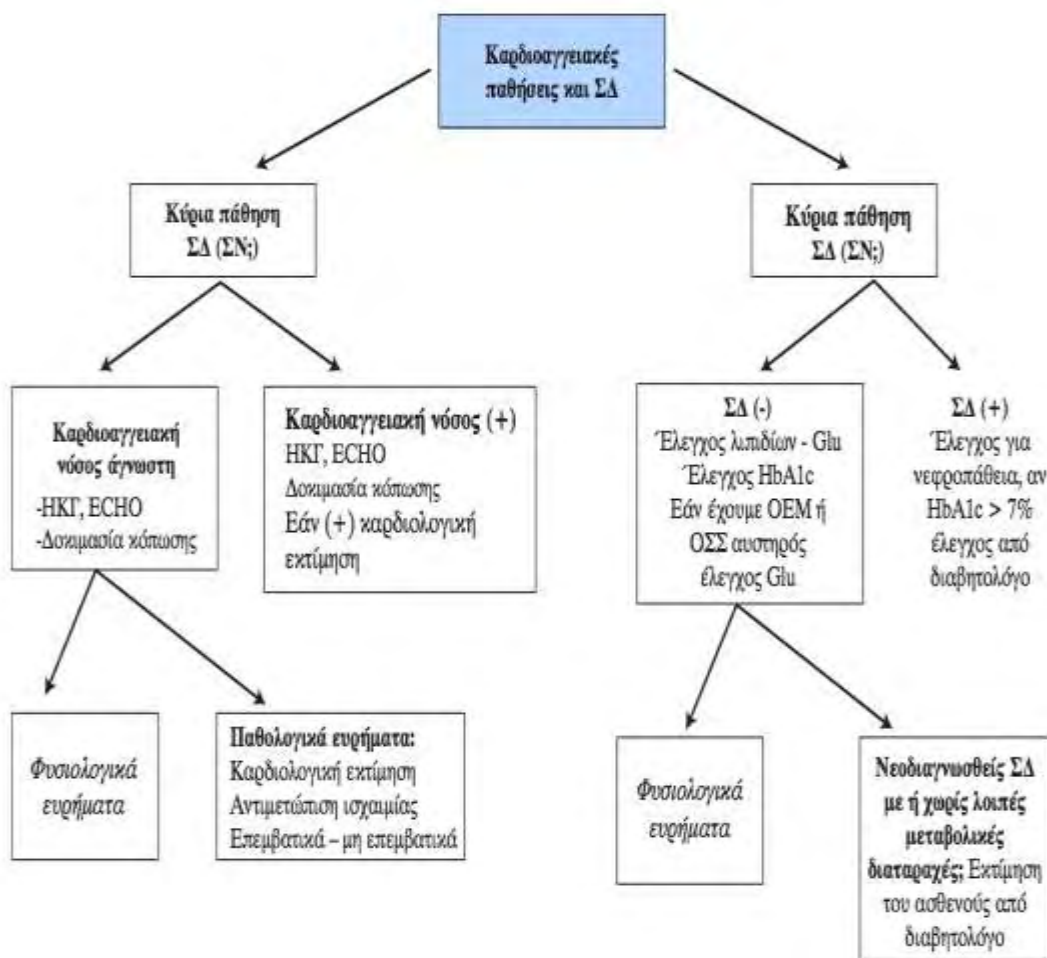 Καρδιοαγγειακές
παθήσεις και ΣΔ
Κύρια πάθηση
ΣΔ (ΣΝ;)
Κύρια πάθηση
ΣΔ (ΣΝ;)
Καρδιοαγγειακή
νόσος άγνωστη
-ΗΚΓ, ECHO
-Δοκιμασία κόπωσης
Καρδιοαγγειακή νόσος (+)
ΗΚΓ, ECHO
Δοκιμασία κόπωσης
Εάν (+) καρδιολογική
εκτίμηση
ΣΔ (-)
Έλεγχος λιπιδίων - Glu
Έλεγχος HbA1c
Εάν έχουμε ΟΕΜ ή
ΟΣΣ αυστηρός
έλεγχος Glu
ΣΔ (+)
Έλεγχος για
νεφροπάθεια, αν
HbA1c > 7%
έλεγχος από
διαβητολόγο
Φυσιολογικά
ευρήματα
Παθολογικά ευρήματα:
Καρδιολογική εκτίμηση
Αντιμετώπιση ισχαιμίας
Επεμβατικά – μη επεμβατικά
Φυσιολογικά
ευρήματα
Νεοδιαγνωσθείς ΣΔ
με ή χωρίς λοιπές
μεταβολικές
διαταραχές; Εκτίμηση
του ασθενούς από
διαβητολόγο